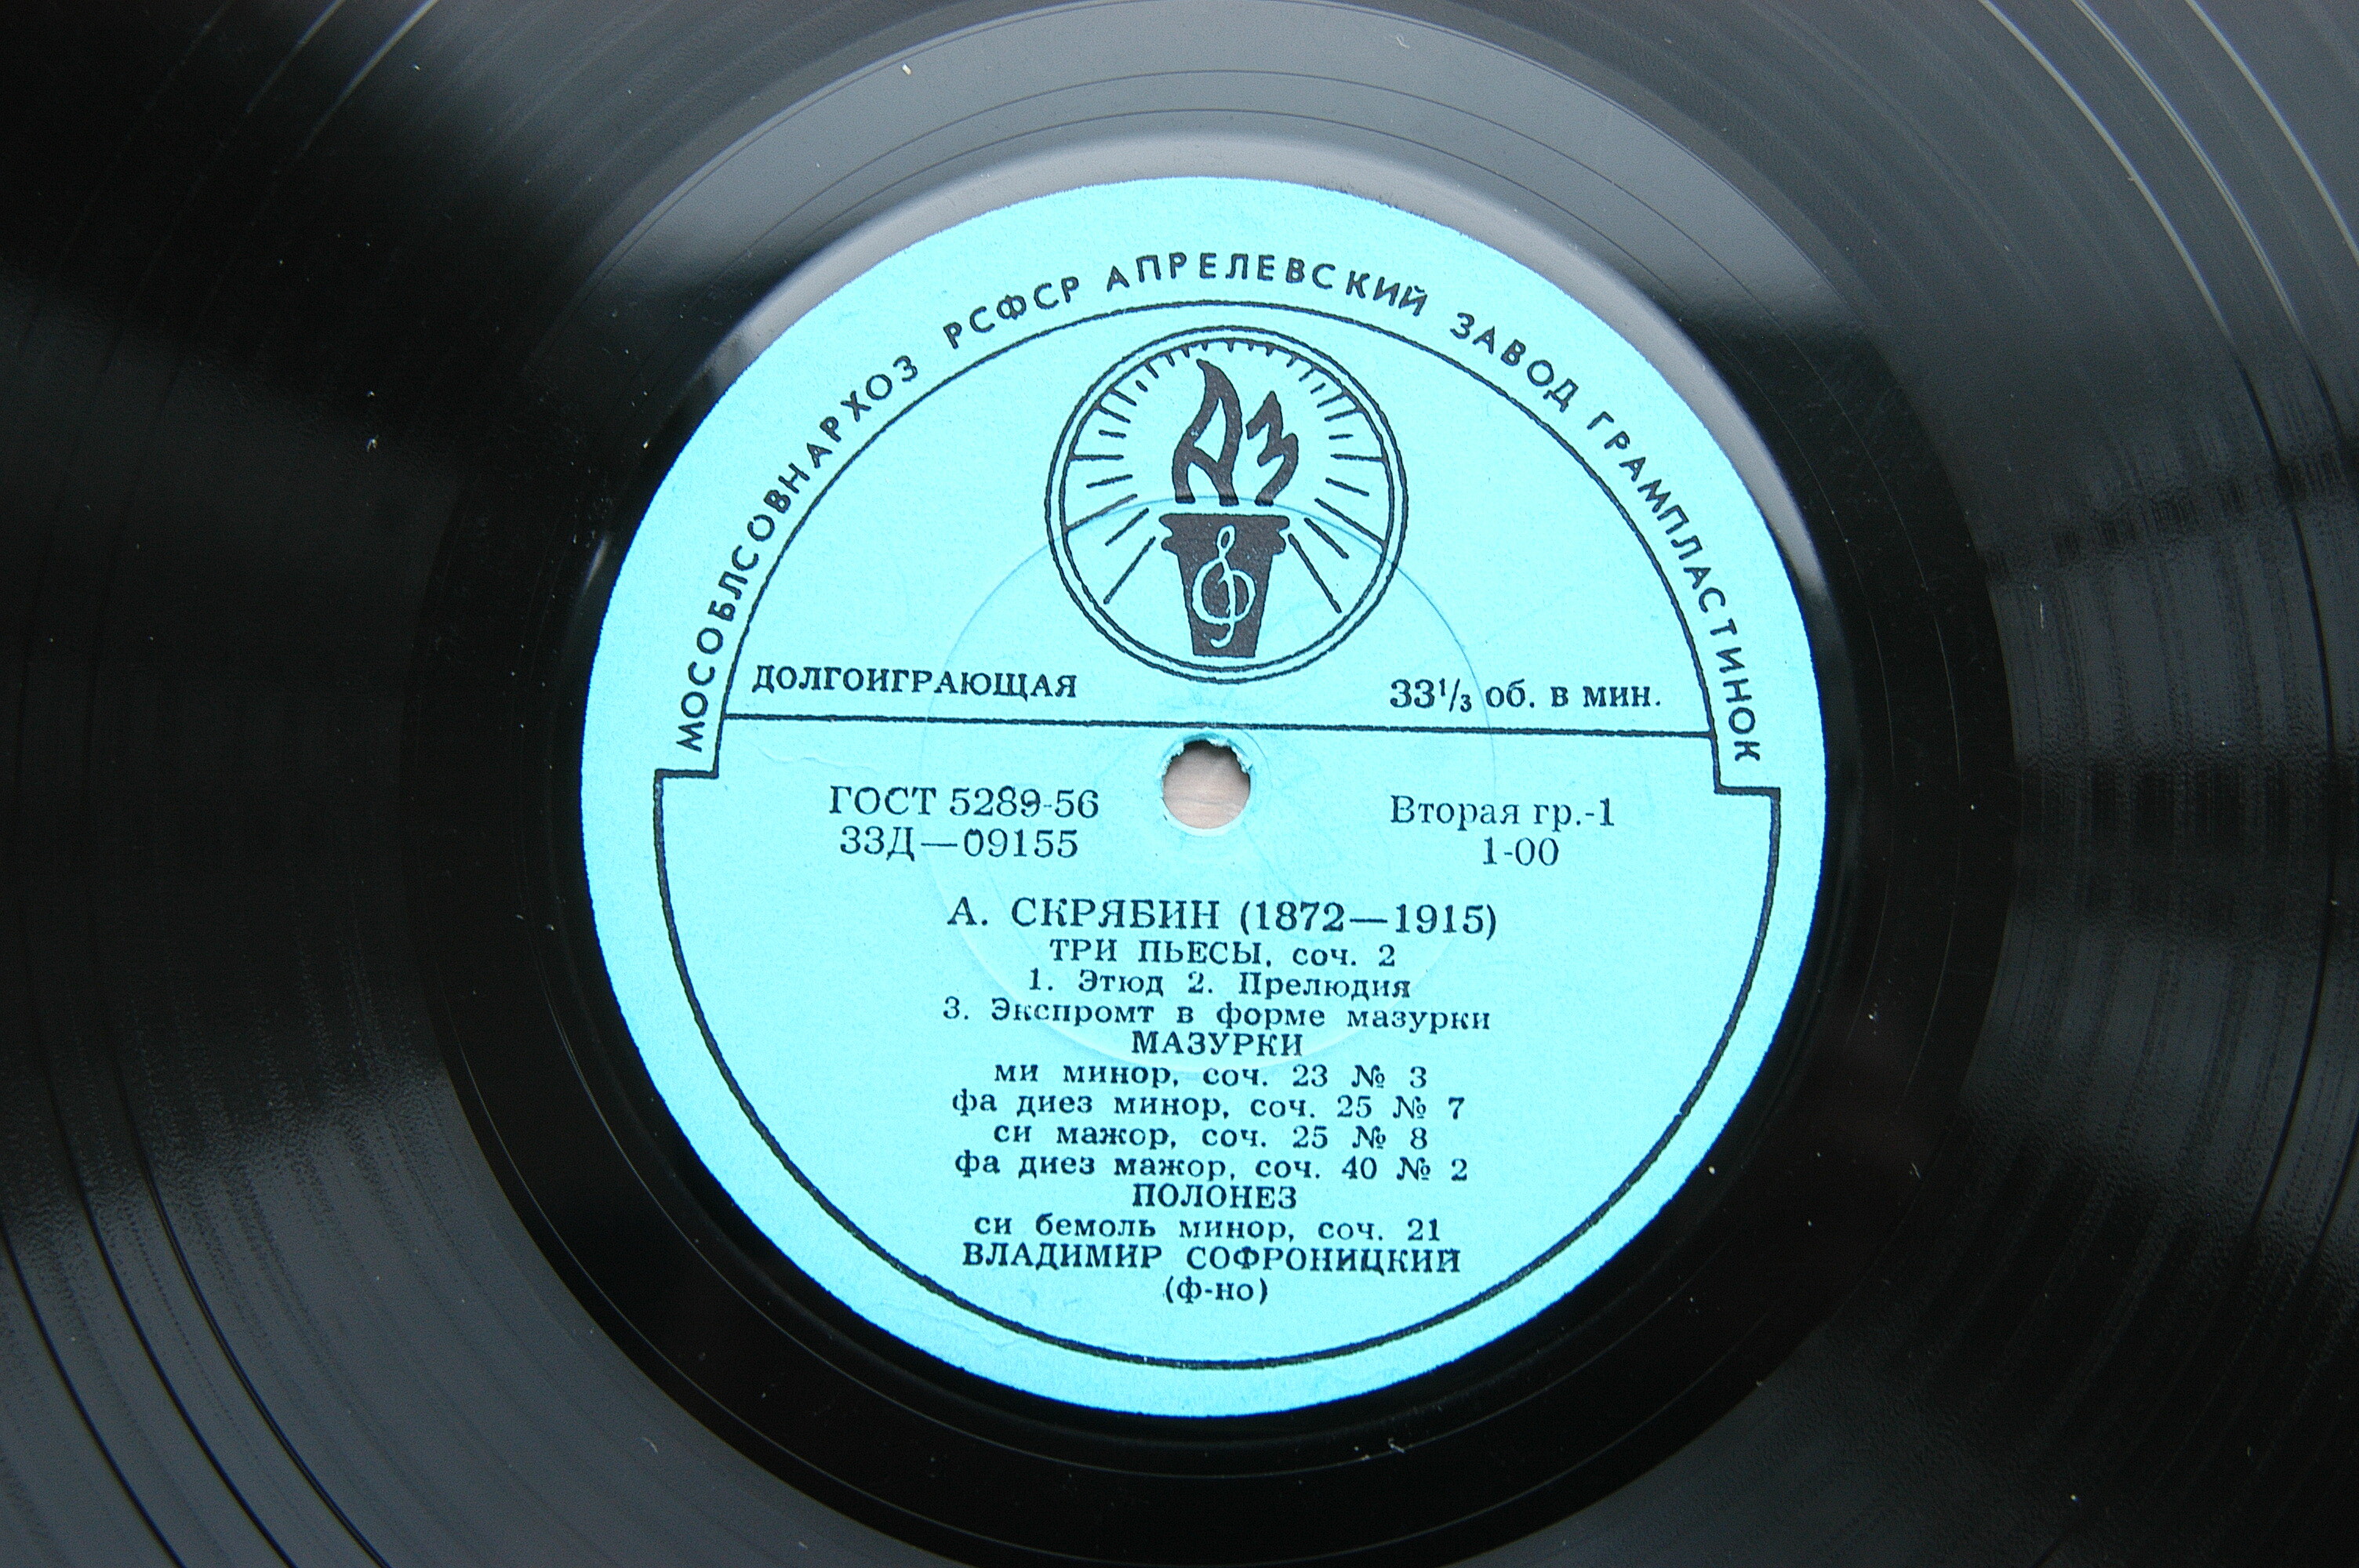 МОСОБЛСОВНАРХОЗ РСФСР АПРЕЛЕВСКИЙ ЗАВОД ГРАМПЛАСТИНОК
АЗ
ДОЛГОИГРАЮЩАЯ
33¹/₃ об. в мин.
ГОСТ 5289-56
33Д—09155
Вторая гр.-1
1-00
А. СКРЯБИН (1872—1915)
ТРИ ПЬЕСЫ, соч. 2
1. Этюд 2. Прелюдия
3. Экспромт в форме мазурки
МАЗУРКИ
ми минор, соч. 23 № 3
фа диез минор, соч. 25 № 7
си мажор, соч. 25 № 8
фа диез мажор, соч. 40 № 2
ПОЛОНЕЗ
си бемоль минор, соч. 21
ВЛАДИМИР СОФРОНИЦКИЙ
(ф-но)